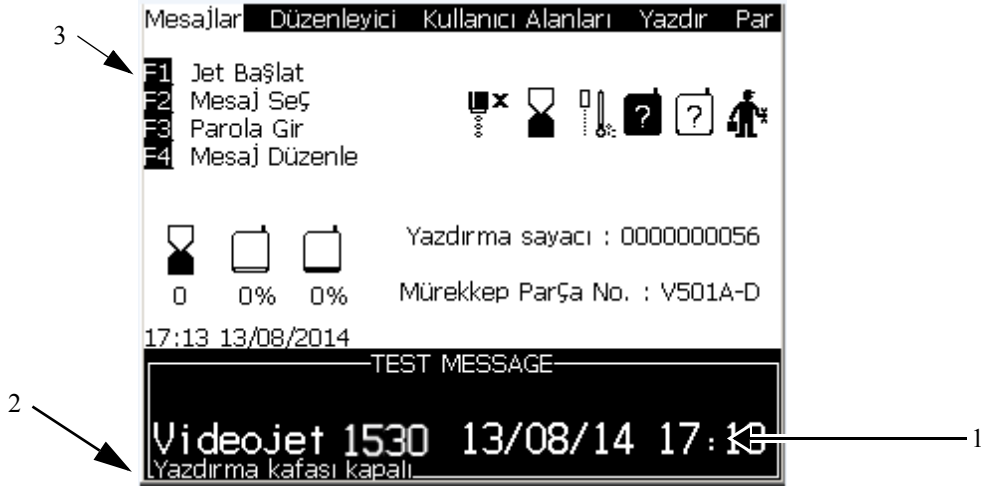 Mesajlar Düzenleyici Kullanıcı Alanları Yazdır Par
3
F1 Jet Başlat
F2 Mesaj Seç
F3 Parola Gir
F4 Mesaj Düzenle
? ?
Yazdırma sayacı : 0000000056
0 0% 0%
Mürekkep Parça No. : V501A-D
17:13 13/08/2014
TEST MESSAGE
2
Videojet 1530 13/08/14 17:13
1
Yazdırma kafası kapalı